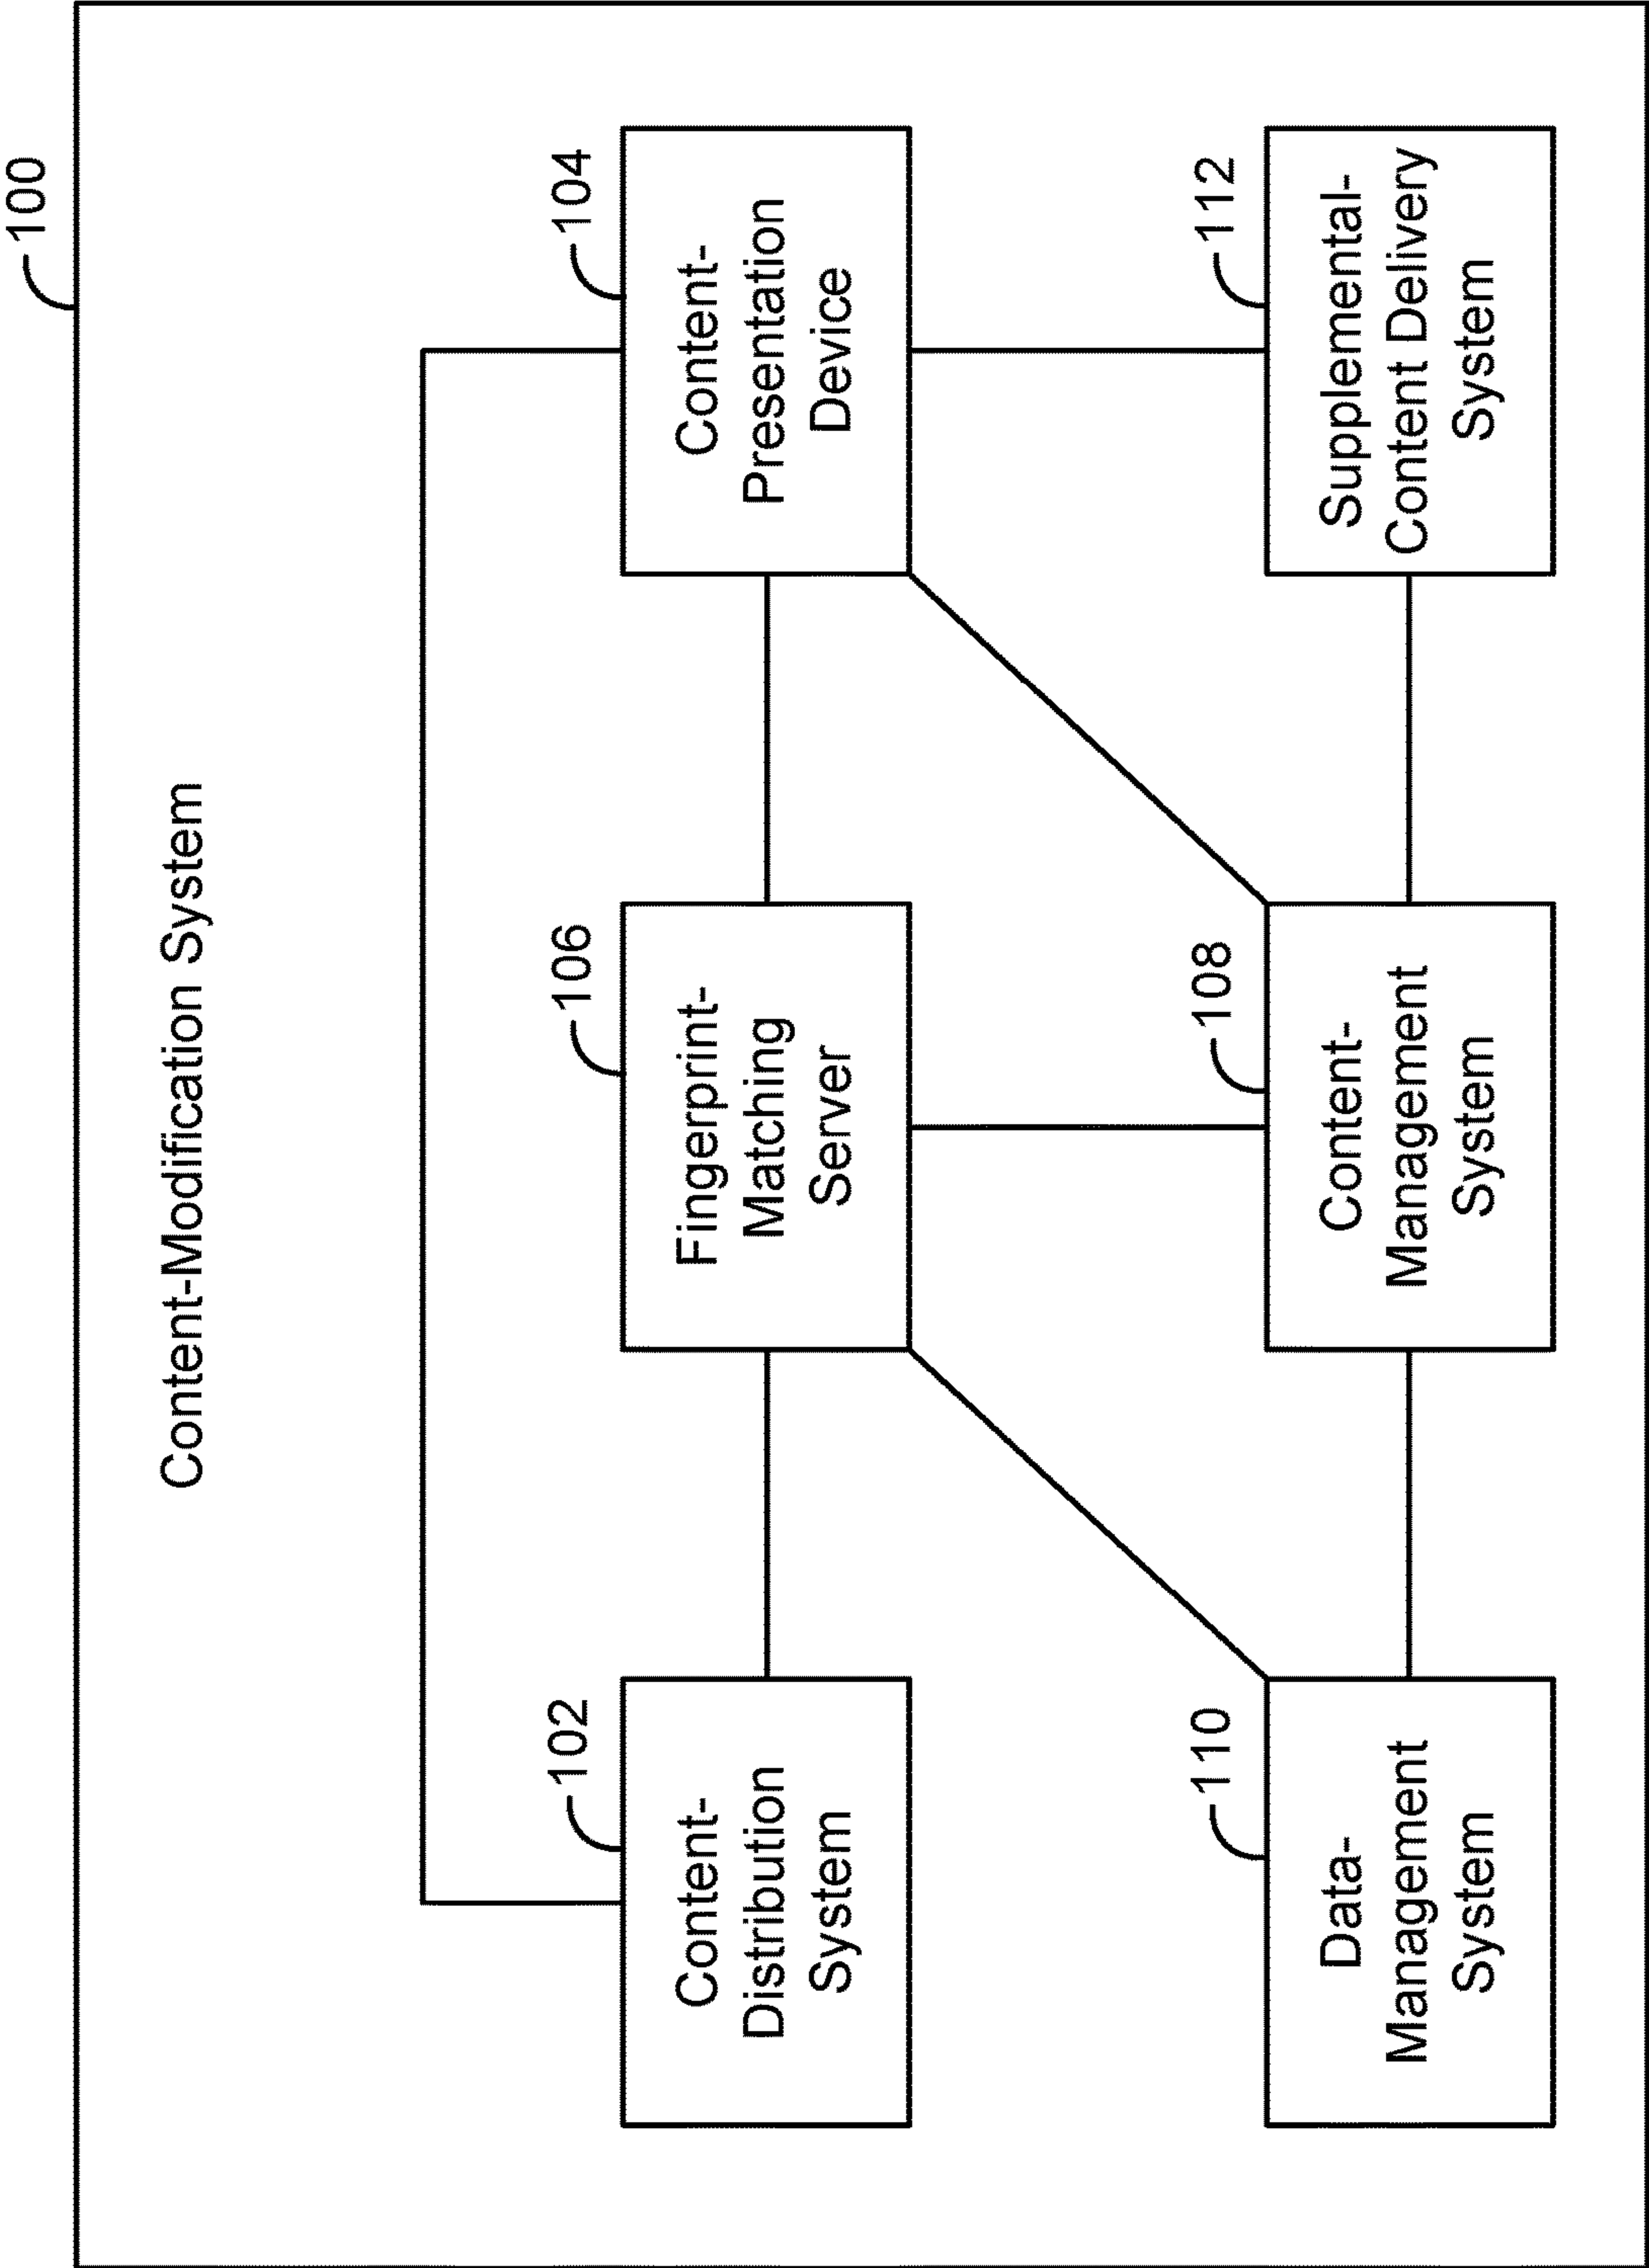 100
Content-Modification System
102
Content-
Distribution
System
106
Fingerprint-
Matching
Server
104
Content-
Presentation
Device
110
Data-
Management
System
108
Content-
Management
System
112
Supplemental-
Content Delivery
System